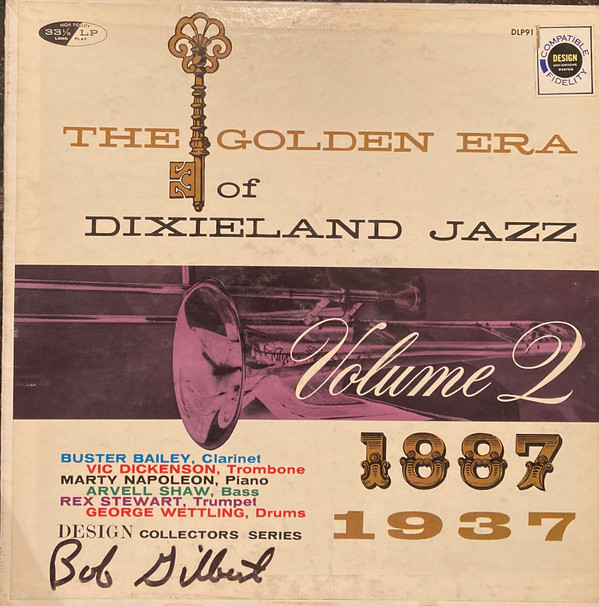 HIGH FIDELITY
33⅓ LP
LONG PLAY
DLP91
COMPATIBLE
DESIGN
FIDELITY
THE GOLDEN ERA
of
DIXIELAND JAZZ
Volume 2
1887
1937
BUSTER BAILEY, Clarinet
VIC DICKENSON, Trombone
MARTY NAPOLEON, Piano
ARVELL SHAW, Bass
REX STEWART, Trumpet
GEORGE WETTLING, Drums
DESIGN COLLECTORS SERIES
Bob Gilbert